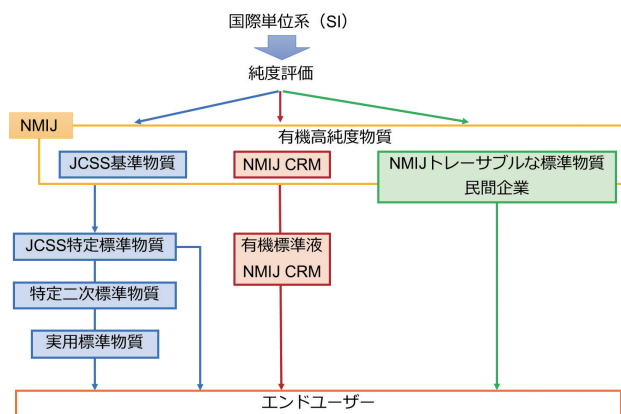 国際単位系（SI）
純度評価
NMIJ
有機高純度物質
JCSS基準物質
NMIJ CRM
NMIJトレーサブルな標準物質
民間企業
JCSS特定標準物質
有機標準液
NMIJ CRM
特定二次標準物質
実用標準物質
エンドユーザー